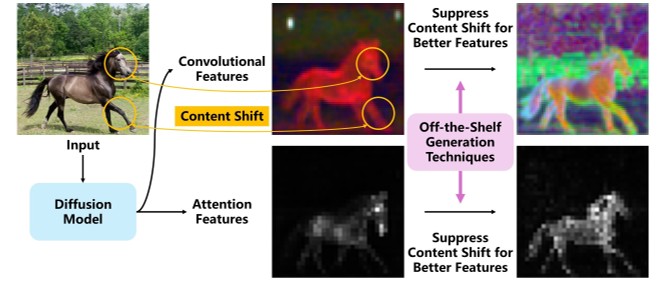 Input
Diffusion
Model
Convolutional
Features
Content Shift
Attention
Features
Suppress
Content Shift for
Better Features
Off-the-Shelf
Generation
Techniques
Suppress
Content Shift for
Better Features